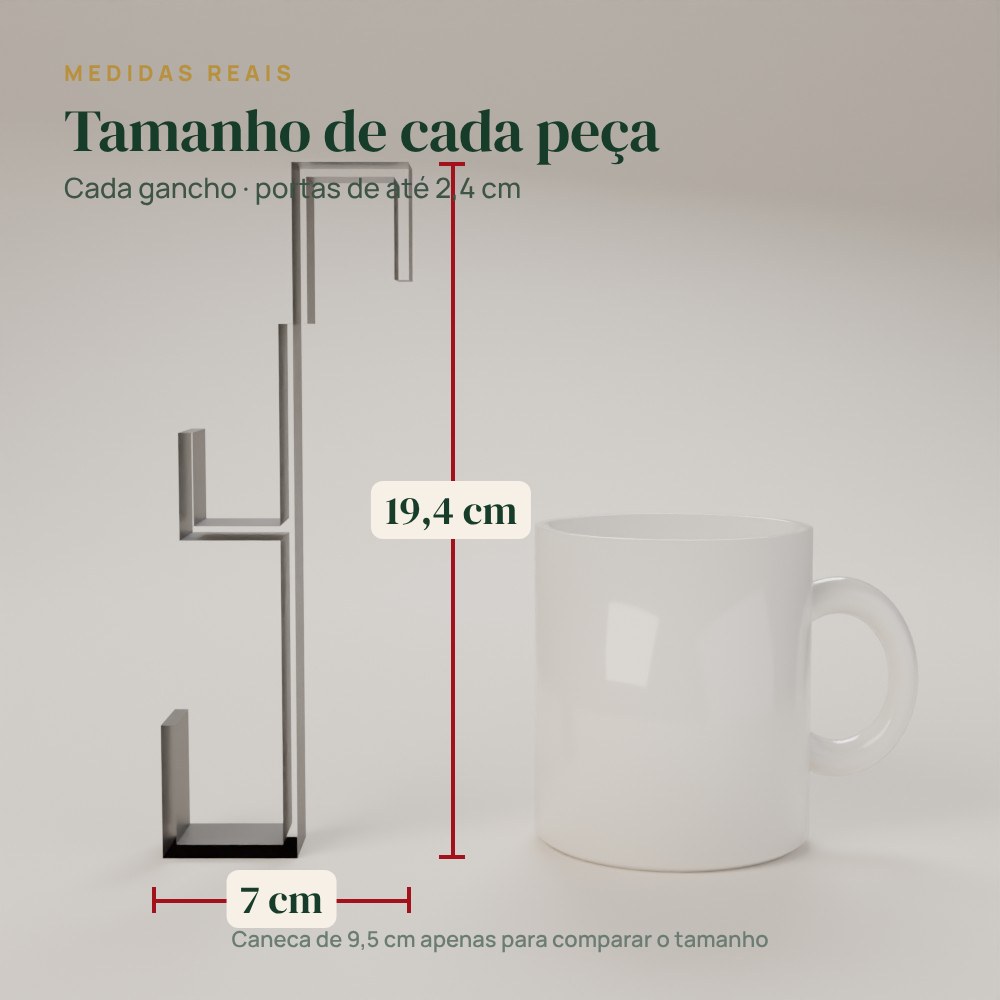 MEDIDAS REAIS
Tamanho de cada peça
Cada gancho · portas de até 2,4 cm
19,4 cm
7 cm
Caneca de 9,5 cm apenas para comparar o tamanho